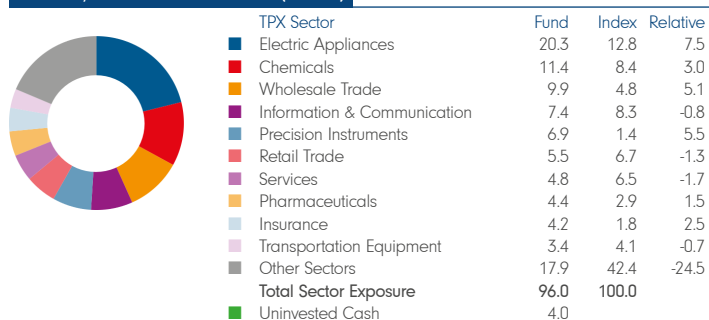 TPX Sector Fund Index Relative
Electric Appliances 20.3 12.8 7.5
Chemicals 11.4 8.4 3.0
Wholesale Trade 9.9 4.8 5.1
Information & Communication 7.4 8.3 -0.8
Precision Instruments 6.9 1.4 5.5
Retail Trade 5.5 6.7 -1.3
Services 4.8 6.5 -1.7
Pharmaceuticals 4.4 2.9 1.5
Insurance 4.2 1.8 2.5
Transportation Equipment 3.4 4.1 -0.7
Other Sectors 17.9 42.4 -24.5
Total Sector Exposure 96.0 100.0
Uninvested Cash 4.0